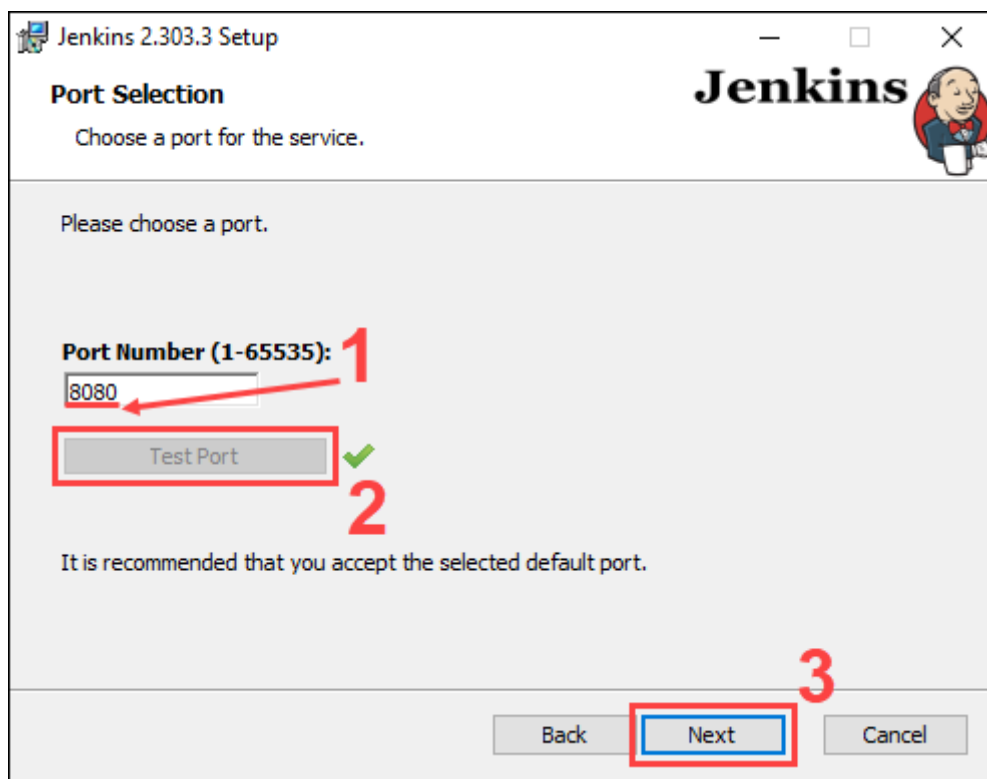 Jenkins 2.303.3 Setup
Port Selection
Jenkins
Choose a port for the service.
Please choose a port.
Port Number (1-65535): 1
8080
Test Port
2
It is recommended that you accept the selected default port.
3
Back Next Cancel